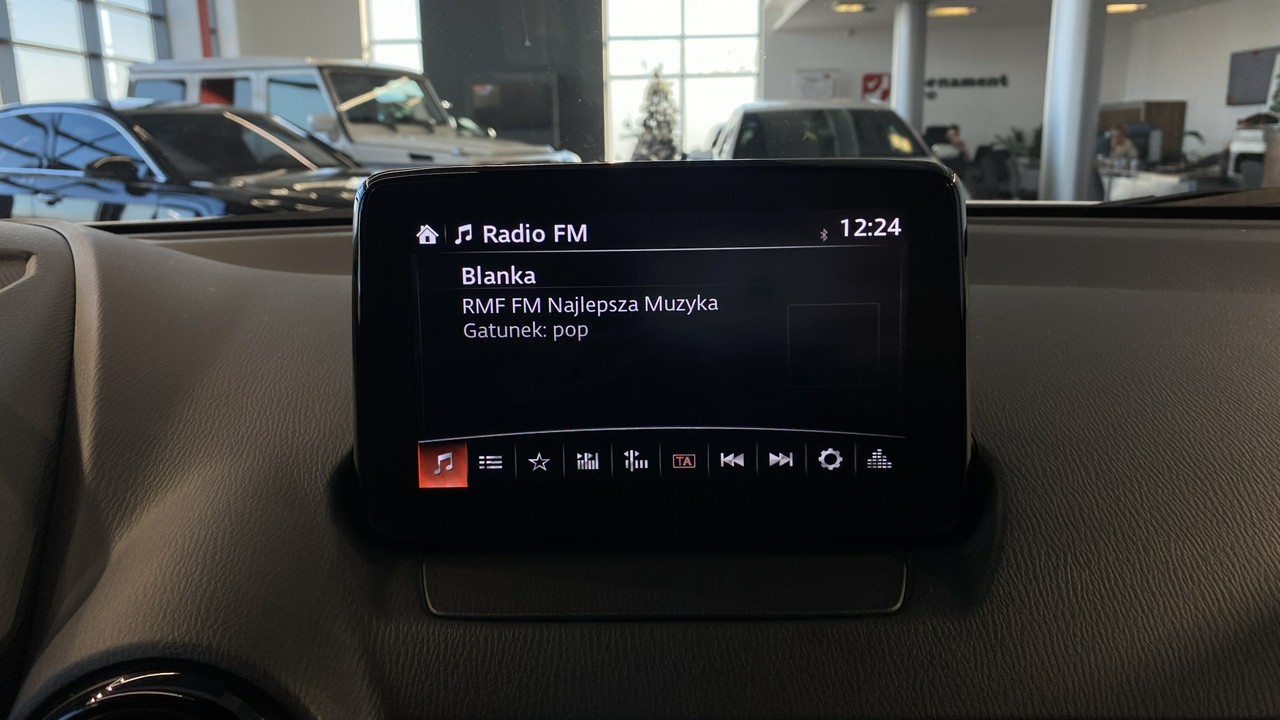 Radio FM
12:24
Blanka
RMF FM Najlepsza Muzyka
Gatunek: pop
TA